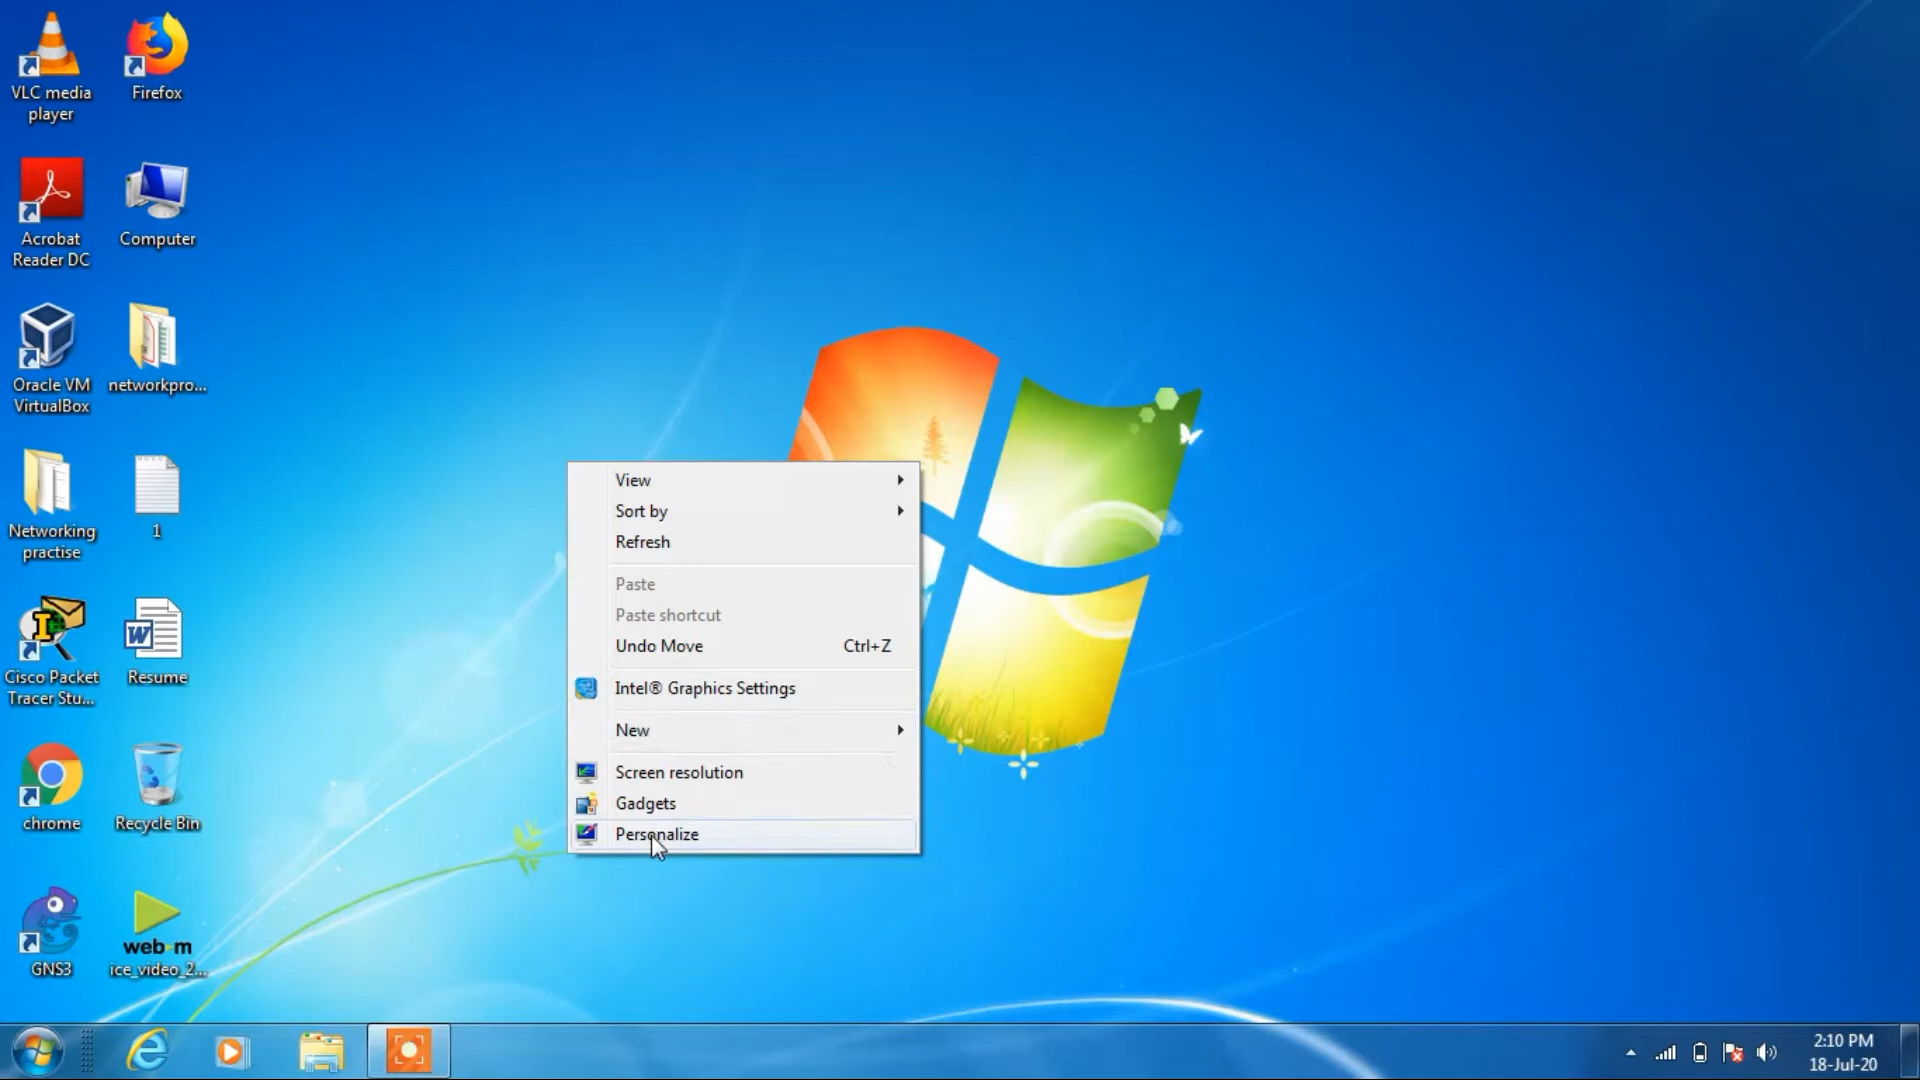 VLC media
player
Firefox
Acrobat
Reader DC
Computer
Oracle VM
VirtualBox
networkpro...
Networking
practise
1
Cisco Packet
Tracer Stu...
Resume
chrome
Recycle Bin
GNS3
web m
ice_video_2...
View
Sort by
Refresh
Paste
Paste shortcut
Undo Move Ctrl+Z
Intel® Graphics Settings
New
Screen resolution
Gadgets
Personalize
2:10 PM
18-Jul-20